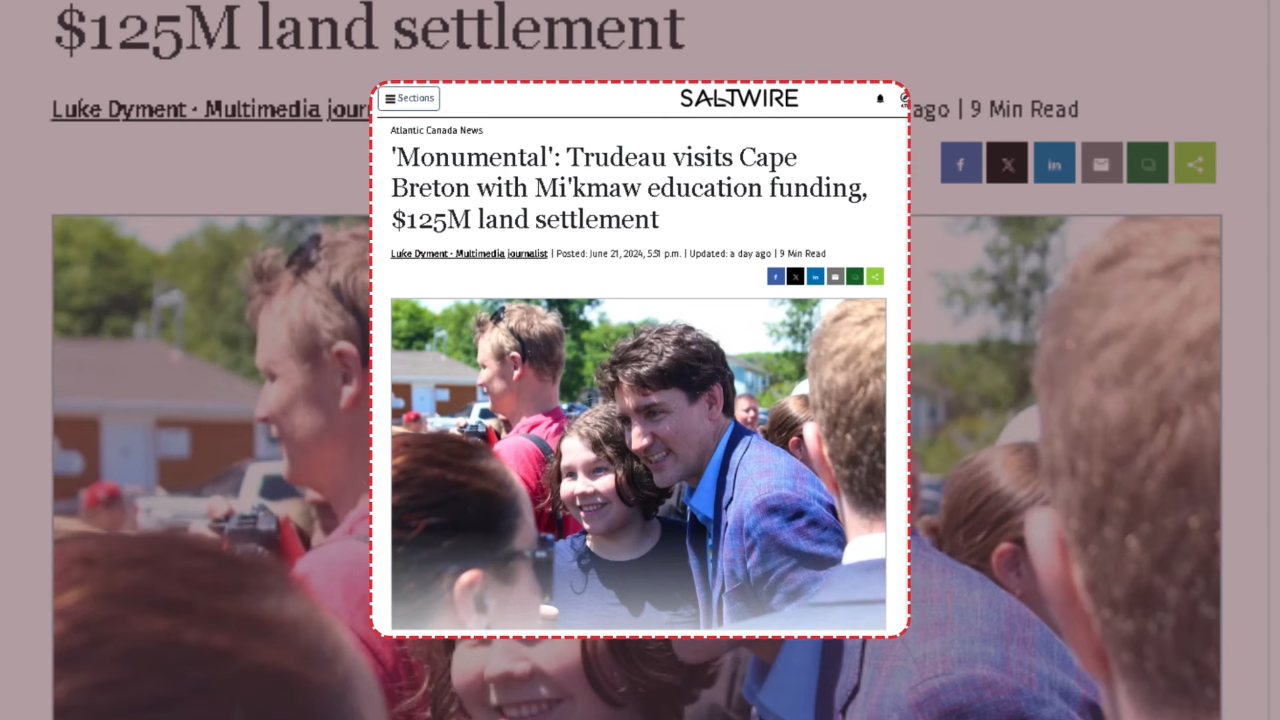 $125M land settlement
Luke Dyment · Multimedia jour
ago | 9 Min Read
Sections
SALTWIRE
Atlantic Canada News
'Monumental': Trudeau visits Cape
Breton with Mi'kmaw education funding,
$125M land settlement
Luke Dyment · Multimedia journalist | Posted: June 21, 2024, 5:51 p.m. | Updated: a day ago | 9 Min Read